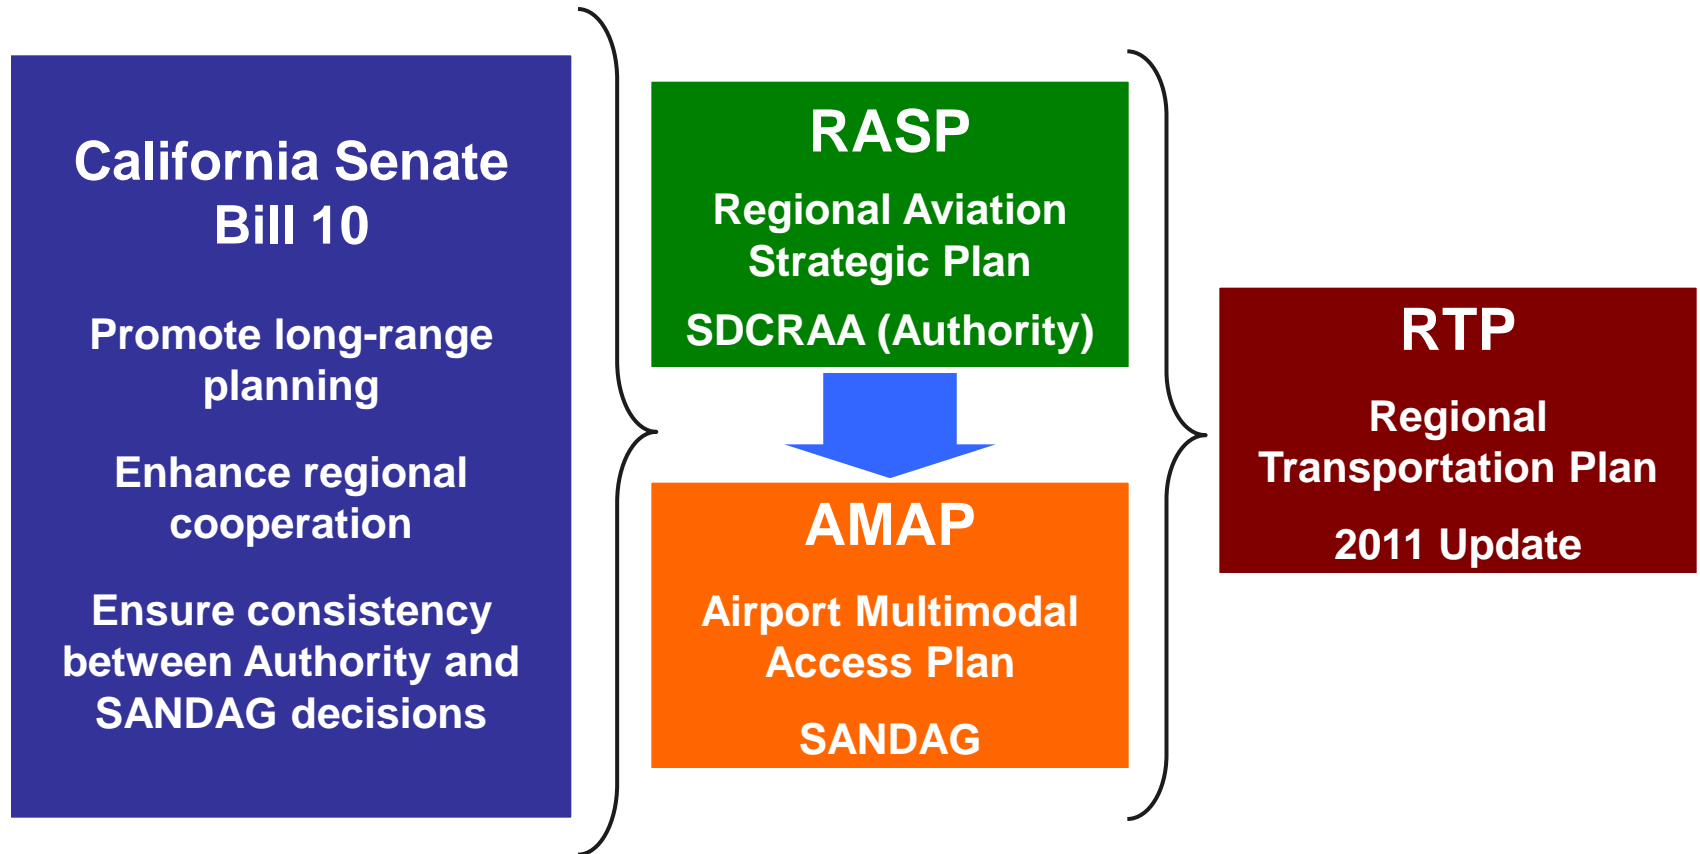 California Senate
Bill 10
Promote long-range
planning
Enhance regional
cooperation
Ensure consistency
between Authority and
SANDAG decisions
RASP
Regional Aviation
Strategic Plan
SDCRAA (Authority)
AMAP
Airport Multimodal
Access Plan
SANDAG
RTP
Regional
Transportation Plan
2011 Update